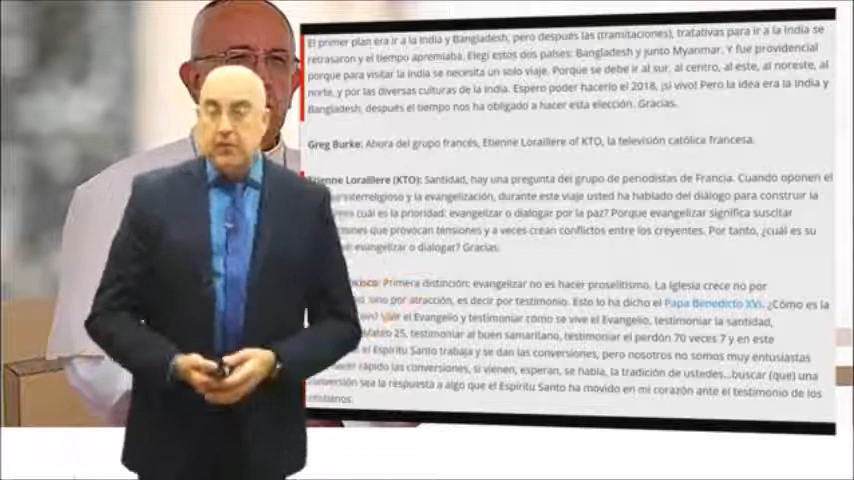 El primer plan era ir a la India y Bangladesh, pero después las (tramitaciones), tratativas para ir a la India se
retrasaron y el tiempo apremiaba. Elegí estos dos países: Bangladesh y junto Myanmar. Y fue providencial
porque para visitar la India se necesita un solo viaje. Porque se debe ir al sur, al centro, al este, al noreste, al
norte, y por las diversas culturas de la India. Espero poder hacerlo el 2018, ¡si vivo! Pero la idea era la India y
Bangladesh, después el tiempo nos ha obligado a hacer esta elección. Gracias.
Greg Burke: Ahora del grupo francés, Etienne Loraillere of KTO, la televisión católica francesa.
Etienne Loraillere (KTO): Santidad, hay una pregunta del grupo de periodistas de Francia. Cuando oponen el
interreligioso y la evangelización, durante este viaje usted ha hablado del diálogo para construir la
cuál es la prioridad: evangelizar o dialogar por la paz? Porque evangelizar significa suscitar
que provocan tensiones y a veces crean conflictos entre los creyentes. Por tanto, ¿cuál es su
evangelizar o dialogar? Gracias.
Primera distinción: evangelizar no es hacer proselitismo. La Iglesia crece no por
sino por atracción, es decir por testimonio. Esto lo ha dicho el Papa Benedicto XVI. ¿Cómo es la
el Evangelio y testimoniar cómo se vive el Evangelio, testimoniar la santidad,
Mateo 25, testimoniar al buen samaritano, testimoniar el perdón 70 veces 7 y en este
el Espíritu Santo trabaja y se dan las conversiones, pero nosotros no somos muy entusiastas
rápido las conversiones, si vienen, esperan, se habla, la tradición de ustedes...buscar (que) una
conversión sea la respuesta a algo que el Espíritu Santo ha movido en mi corazón ante el testimonio de los
cristianos.